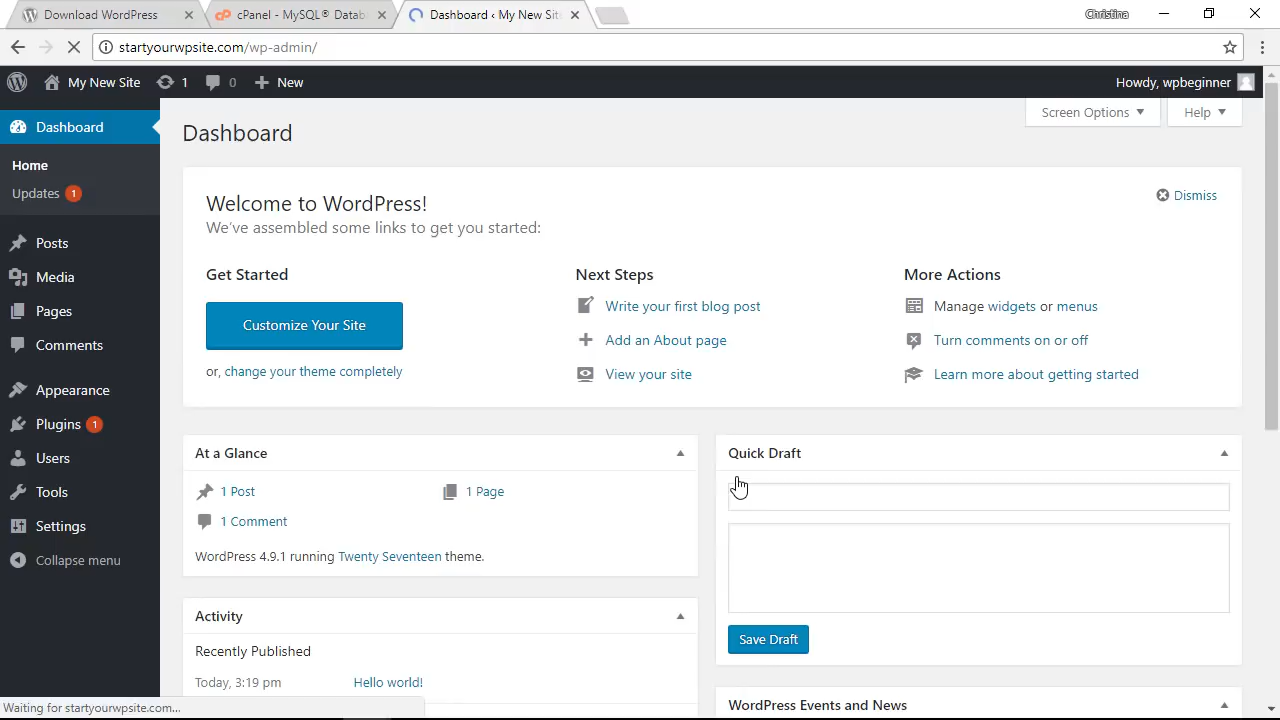 Download WordPress
cPanel - MySQL® Datab
Dashboard ‹ My New Sit
Christina
startyourwpsite.com/wp-admin/
My New Site
1
0
New
Howdy, wpbeginner
Dashboard
Home
Updates 1
Posts
Media
Pages
Comments
Appearance
Plugins 1
Users
Tools
Settings
Collapse menu
Screen Options
Help
Dashboard
Welcome to WordPress!
We've assembled some links to get you started:
Dismiss
Get Started
Customize Your Site
or, change your theme completely
Next Steps
Write your first blog post
Add an About page
View your site
More Actions
Manage widgets or menus
Turn comments on or off
Learn more about getting started
At a Glance
1 Post
1 Page
1 Comment
WordPress 4.9.1 running Twenty Seventeen theme.
Activity
Recently Published
Today, 3:19 pm
Hello world!
Quick Draft
Save Draft
WordPress Events and News
Waiting for startyourwpsite.com...